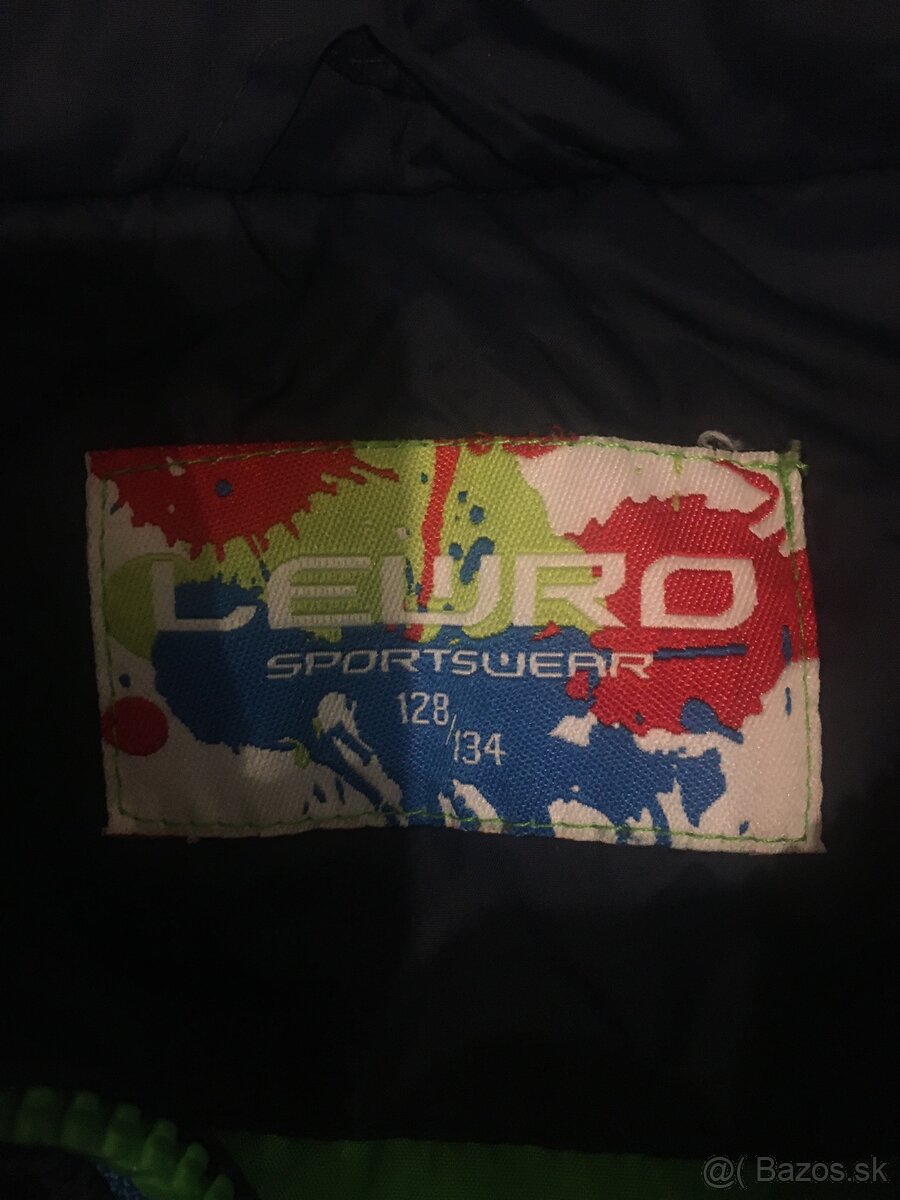 LEWRO
SPORTSWEAR
128/134
@( Bazos.sk